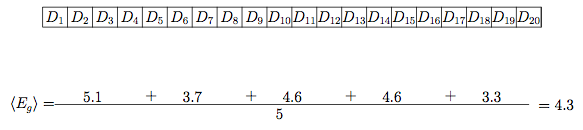 D₁ D₂ D₃ D₄ D₅ D₆ D₇ D₈ D₉ D₁₀ D₁₁ D₁₂ D₁₃ D₁₄ D₁₅ D₁₆ D₁₇ D₁₈ D₁₉ D₂₀
5.1 + 3.7 + 4.6 + 4.6 + 3.3
⟨E_g⟩ = = 4.3
5